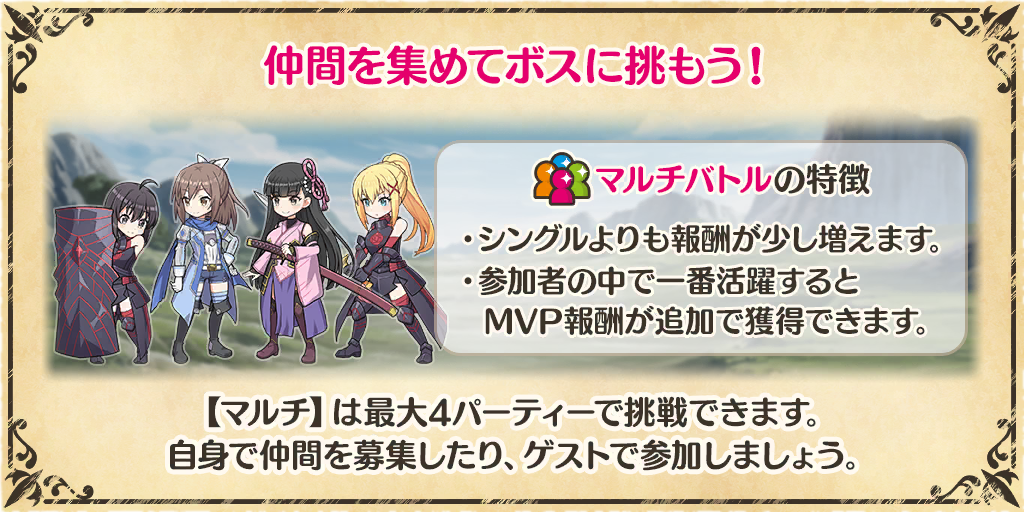 仲間を集めてボスに挑もう！
マルチバトルの特徴
・シングルよりも報酬が少し増えます。
・参加者の中で一番活躍すると
MVP報酬が追加で獲得できます。
【マルチ】は最大4パーティーで挑戦できます。
自身で仲間を募集したり、ゲストで参加しましょう。